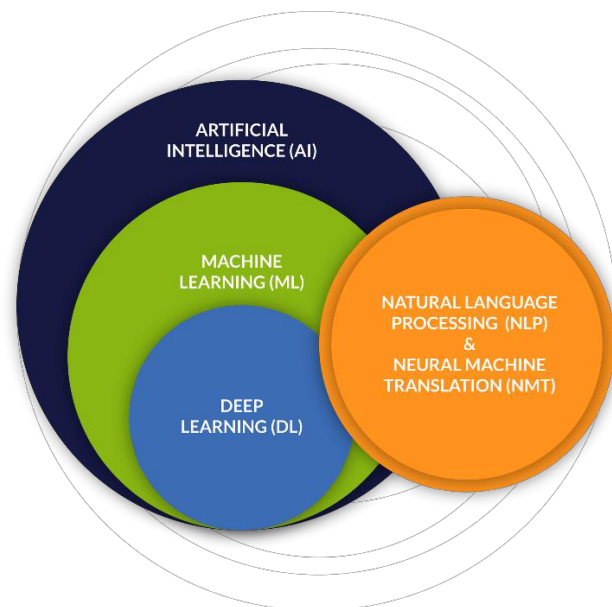 ARTIFICIAL
INTELLIGENCE (AI)
MACHINE
LEARNING (ML)
DEEP
LEARNING (DL)
NATURAL LANGUAGE
PROCESSING (NLP)
&
NEURAL MACHINE
TRANSLATION (NMT)